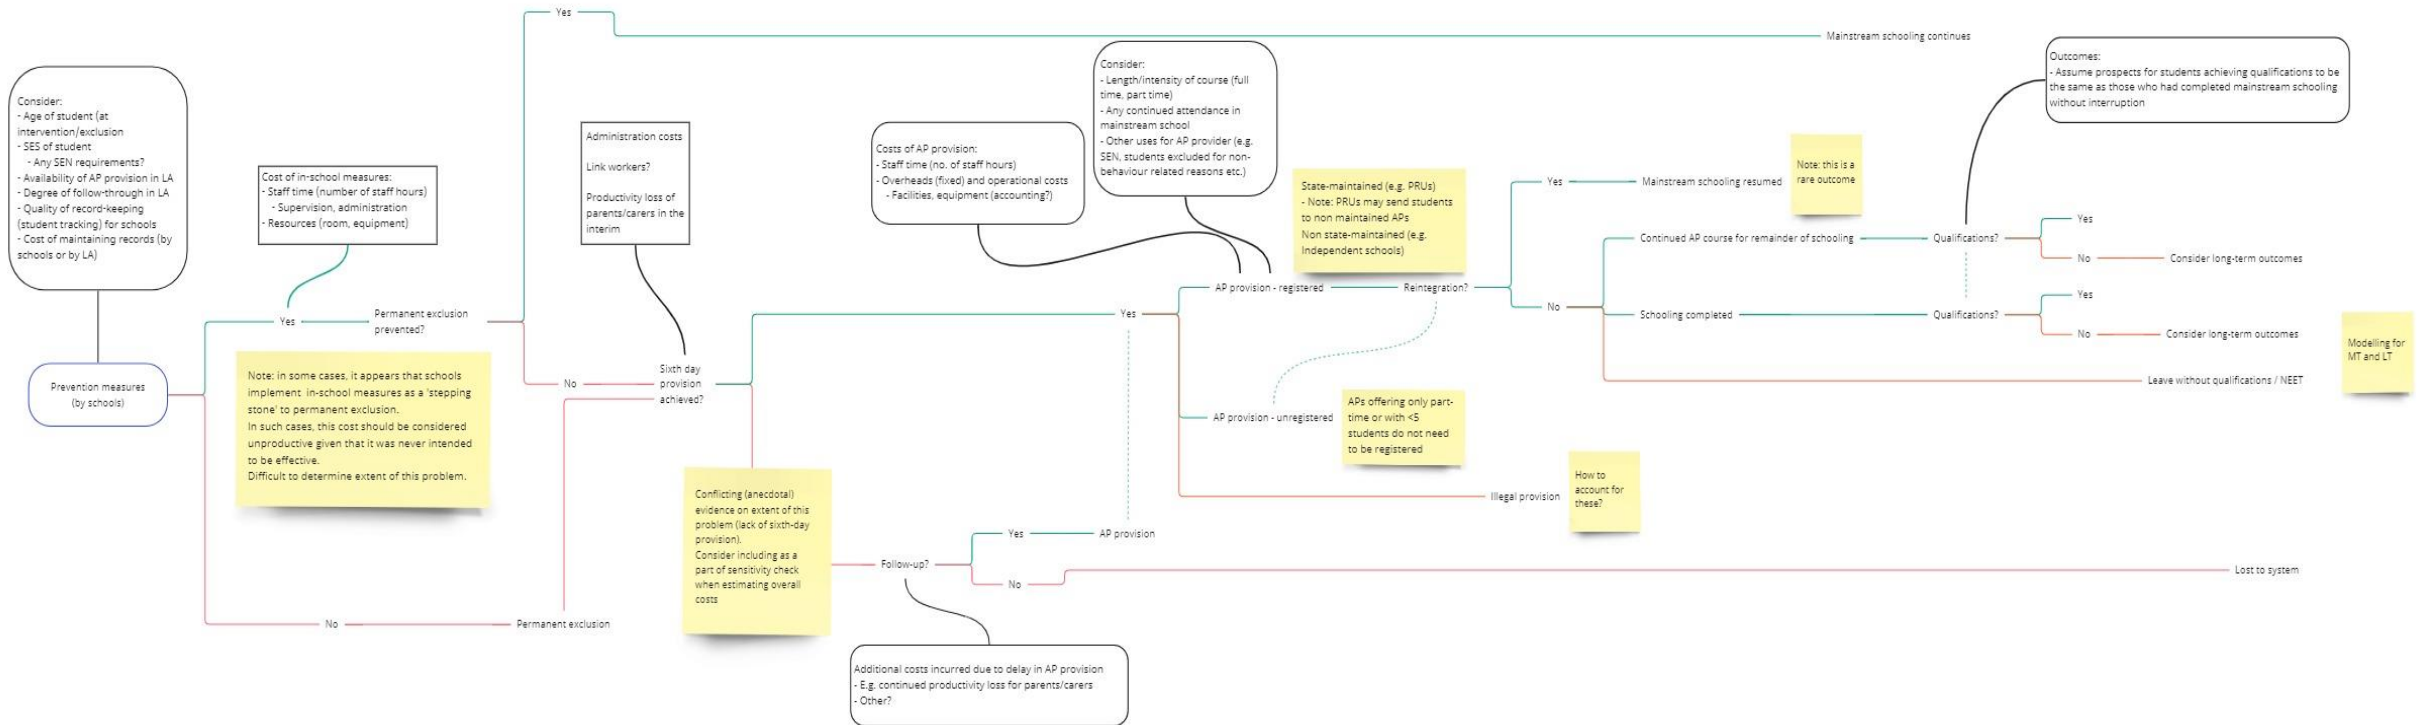 Yes
Mainstream schooling continues
Consider:
- Age of student (at
intervention/exclusion
- SES of student
- Any SEN requirements?
- Availability of AP provision in LA
- Degree of follow-through in LA
- Quality of record-keeping
(student tracking) for schools
- Cost of maintaining records (by
schools or by LA)
Prevention measures
(by schools)
Cost of in-school measures:
- Staff time (number of staff hours)
- Supervision, administration
- Resources (room, equipment)
Yes
Permanent exclusion
prevented?
Note: in some cases, it appears that schools
implement in-school measures as a 'stepping
stone' to permanent exclusion.
In such cases, this cost should be considered
unproductive given that it was never intended
to be effective.
Difficult to determine extent of this problem.
No
Permanent exclusion
No
Administration costs
Link workers?
Productivity loss of
parents/carers in the
interim
Sixth day
provision
achieved?
Conflicting (anecdotal)
evidence on extent of this
problem (lack of sixth-day
provision).
Consider including as a
part of sensitivity check
when estimating overall
costs
Follow-up?
Yes
AP provision
No
Lost to system
Additional costs incurred due to delay in AP provision
- E.g. continued productivity loss for parents/carers
- Other?
Costs of AP provision:
- Staff time (no. of staff hours)
- Overheads (fixed) and operational costs
- Facilities, equipment (accounting?)
Consider:
- Length/intensity of course (full
time, part time)
- Any continued attendance in
mainstream school
- Other uses for AP provider (e.g.
SEN, students excluded for non-
behaviour related reasons etc.)
Yes
AP provision - registered
State-maintained (e.g. PRUs)
- Note: PRUs may send students
to non maintained APs
Non state-maintained (e.g.
Independent schools)
Reintegration?
AP provision - unregistered
APs offering only part-
time or with <5
students do not need
to be registered
Illegal provision
How to
account for
these?
Yes
Mainstream schooling resumed
Note: this is a
rare outcome
No
Continued AP course for remainder of schooling
Qualifications?
Yes
No
Consider long-term outcomes
Schooling completed
Qualifications?
Yes
No
Consider long-term outcomes
Leave without qualifications / NEET
Outcomes:
- Assume prospects for students achieving qualifications to be
the same as those who had completed mainstream schooling
without interruption
Modelling for
MT and LT